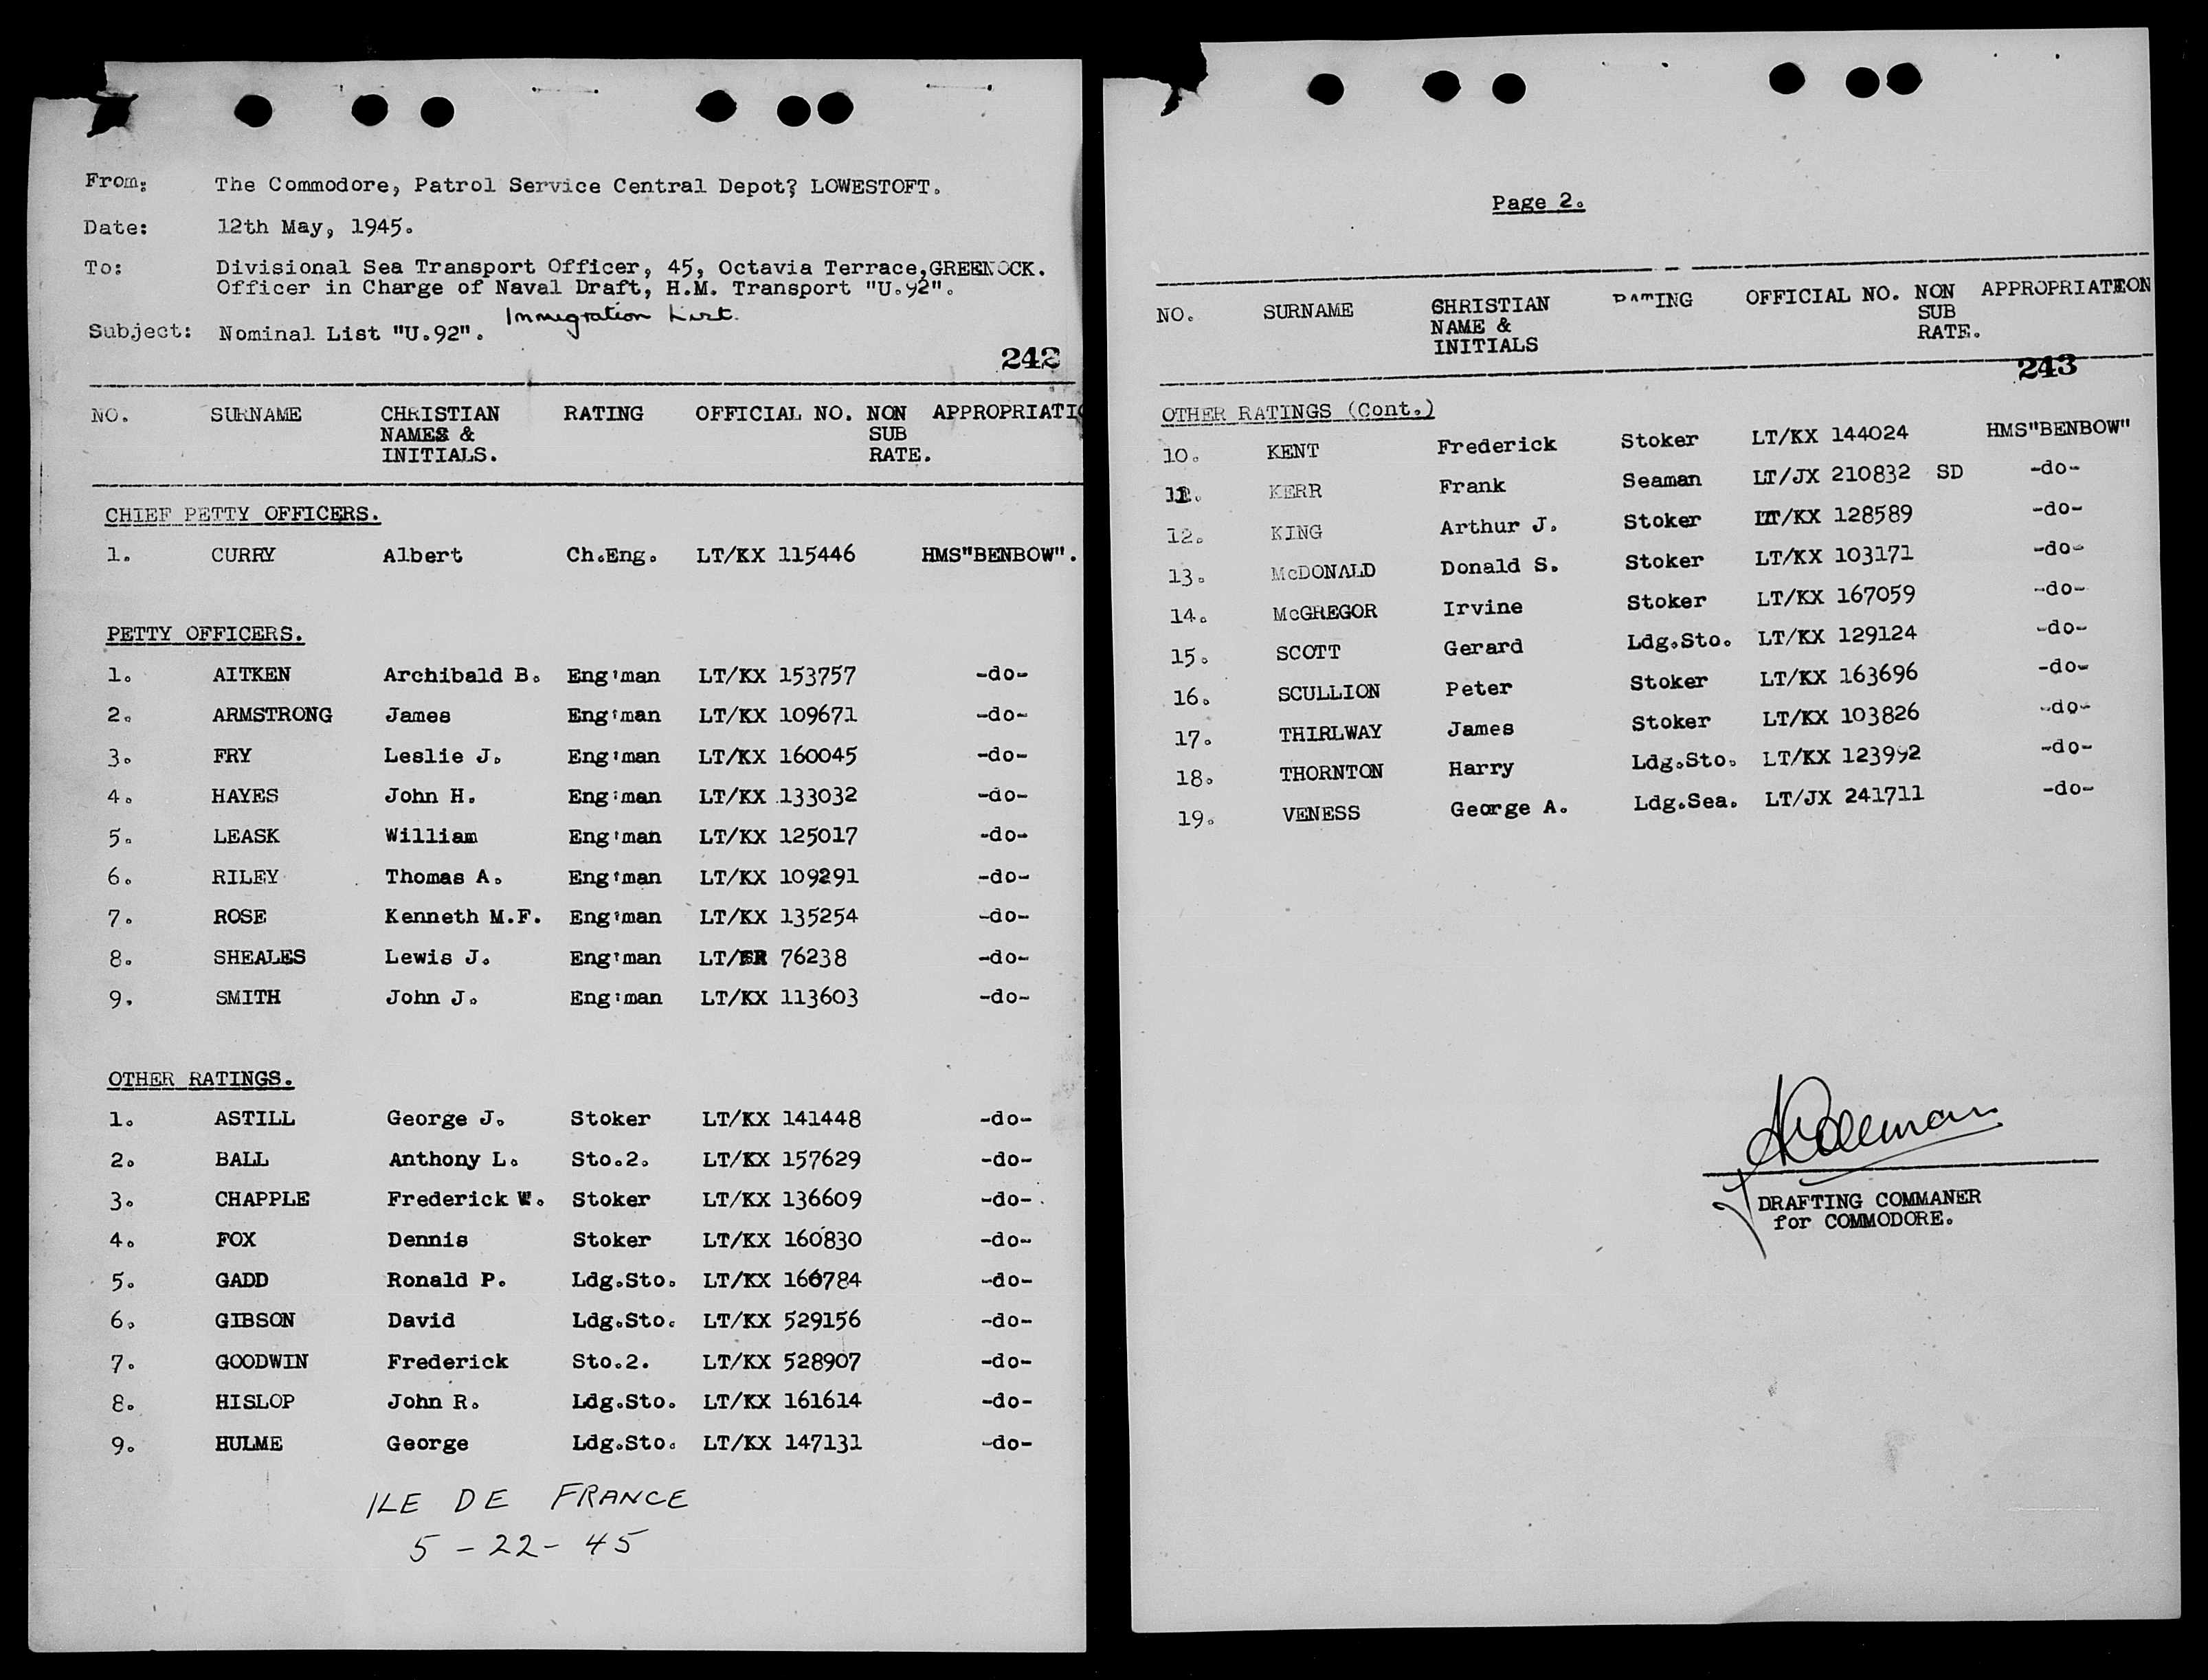 From: The Commodore, Patrol Service Central Depot? LOWESTOFT.
Date: 12th May, 1945.
To: Divisional Sea Transport Officer, 45, Octavia Terrace,GREENOCK.
Officer in Charge of Naval Draft, H.M. Transport "U.92".
Immigration List.
Subject: Nominal List "U.92".
242
NO. SURNAME CHRISTIAN RATING OFFICIAL NO. NON APPROPRIATIO
NAMES & SUB
INITIALS. RATE.
CHIEF PETTY OFFICERS.
1. CURRY Albert Ch.Eng. LT/KX 115446 HMS"BENBOW".
PETTY OFFICERS.
1. AITKEN Archibald B. Eng'man LT/KX 153757 -do-
2. ARMSTRONG James Eng'man LT/KX 109671 -do-
3. FRY Leslie J. Eng'man LT/KX 160045 -do-
4. HAYES John H. Eng'man LT/KX 133032 -do-
5. LEASK William Eng'man LT/KX 125017 -do-
6. RILEY Thomas A. Eng'man LT/KX 109291 -do-
7. ROSE Kenneth M.F. Eng'man LT/KX 135254 -do-
8. SHEALES Lewis J. Eng'man LT/SR 76238 -do-
9. SMITH John J. Eng'man LT/KX 113603 -do-
OTHER RATINGS.
1. ASTILL George J. Stoker LT/KX 141448 -do-
2. BALL Anthony L. Sto.2. LT/KX 157629 -do-
3. CHAPPLE Frederick W. Stoker LT/KX 136609 -do-
4. FOX Dennis Stoker LT/KX 160830 -do-
5. GADD Ronald P. Ldg.Sto. LT/KX 166784 -do-
6. GIBSON David Ldg.Sto. LT/KX 529156 -do-
7. GOODWIN Frederick Sto.2. LT/KX 528907 -do-
8. HISLOP John R. Ldg.Sto. LT/KX 161614 -do-
9. HULME George Ldg.Sto. LT/KX 147131 -do-
ILE DE FRANCE
5-22-45
Page 2.
NO. SURNAME CHRISTIAN RATING OFFICIAL NO. NON APPROPRIATION
NAME & SUB
INITIALS RATE.
243
OTHER RATINGS (Cont.)
10. KENT Frederick Stoker LT/KX 144024 HMS"BENBOW"
11. KERR Frank Seaman LT/JX 210832 SD -do-
12. KING Arthur J. Stoker LT/KX 128589 -do-
13. McDONALD Donald S. Stoker LT/KX 103171 -do-
14. McGREGOR Irvine Stoker LT/KX 167059 -do-
15. SCOTT Gerard Ldg.Sto. LT/KX 129124 -do-
16. SCULLION Peter Stoker LT/KX 163696 -do-
17. THIRLWAY James Stoker LT/KX 103826 -do-
18. THORNTON Harry Ldg.Sto. LT/KX 123992 -do-
19. VENESS George A. Ldg.Sea. LT/JX 241711 -do-
DRAFTING COMMANER
for COMMODORE.